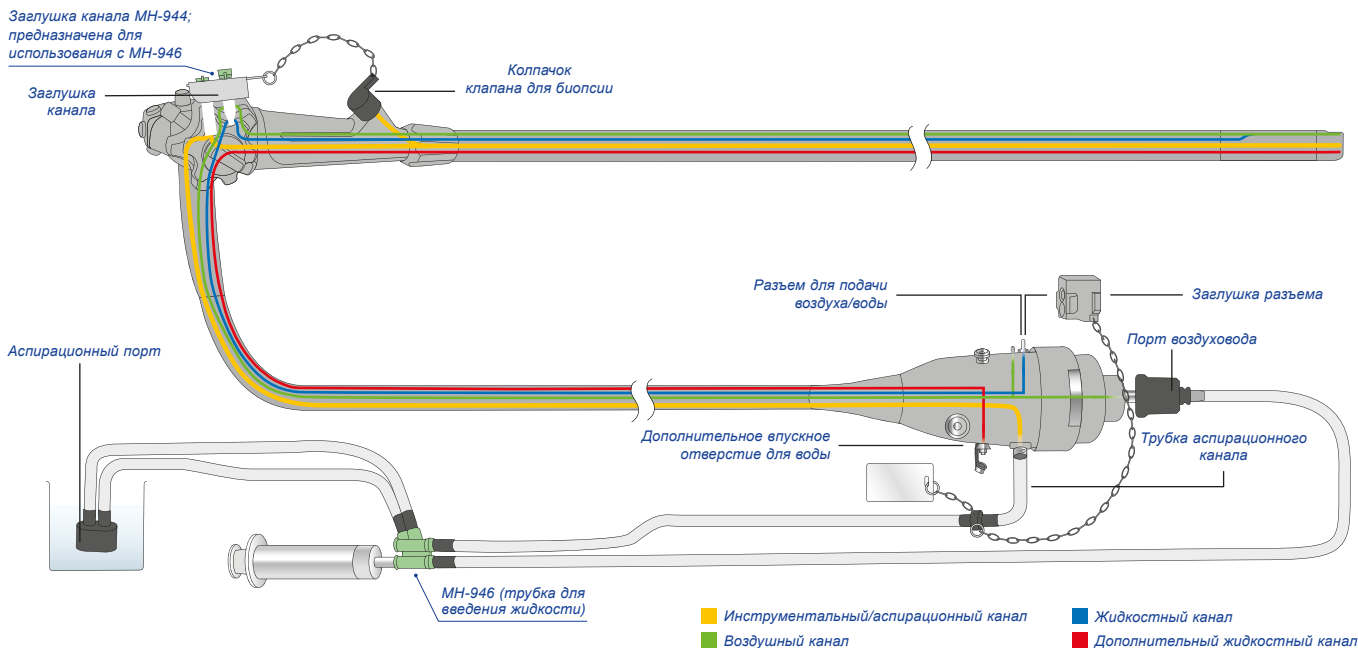 Заглушка канала MH-944;
предназначена для
использования с MH-946
Заглушка
канала
Колпачок
клапана для биопсии
Разъем для подачи
воздуха/воды
Заглушка разъема
Порт воздуховода
Аспирационный порт
Дополнительное впускное
отверстие для воды
Трубка аспирационного
канала
MH-946 (трубка для
введения жидкости)
Инструментальный/аспирационный канал
Воздушный канал
Жидкостный канал
Дополнительный жидкостный канал